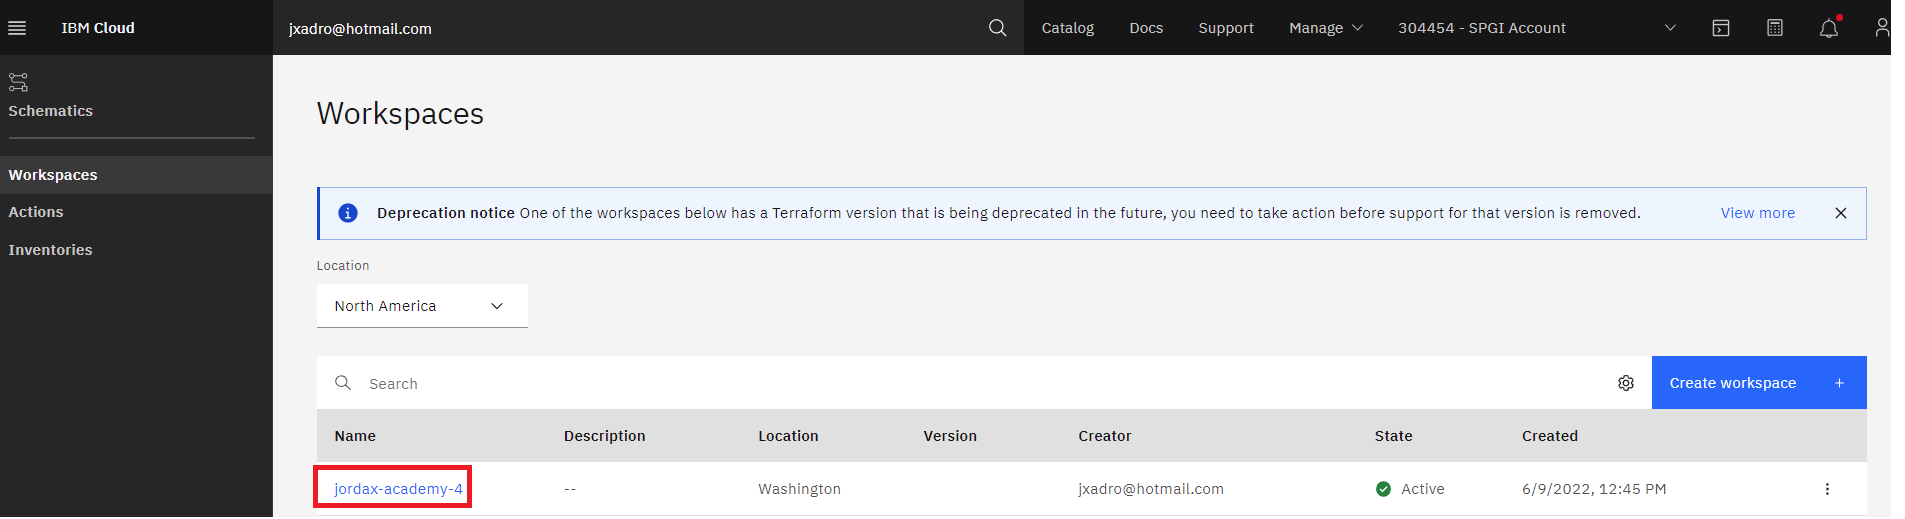 IBM Cloud
jxadro@hotmail.com
Catalog
Docs
Support
Manage
304454 - SPGI Account
Schematics
Workspaces
Actions
Inventories
Workspaces
Deprecation notice One of the workspaces below has a Terraform version that is being deprecated in the future, you need to take action before support for that version is removed.
View more
Location
North America
Search
Create workspace +
Name Description Location Version Creator State Created
jordax-academy-4 -- Washington jxadro@hotmail.com Active 6/9/2022, 12:45 PM